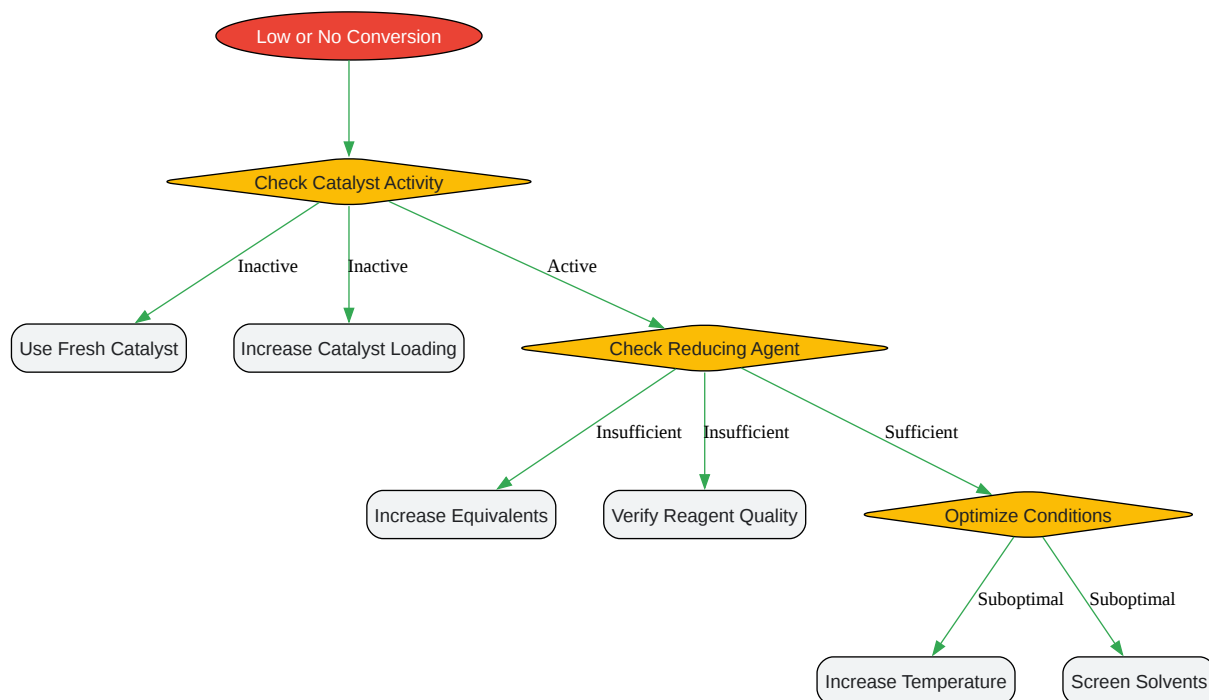 Low or No Conversion
Check Catalyst Activity
Inactive
Inactive
Active
Use Fresh Catalyst
Increase Catalyst Loading
Check Reducing Agent
Insufficient
Insufficient
Sufficient
Increase Equivalents
Verify Reagent Quality
Optimize Conditions
Suboptimal
Suboptimal
Increase Temperature
Screen Solvents